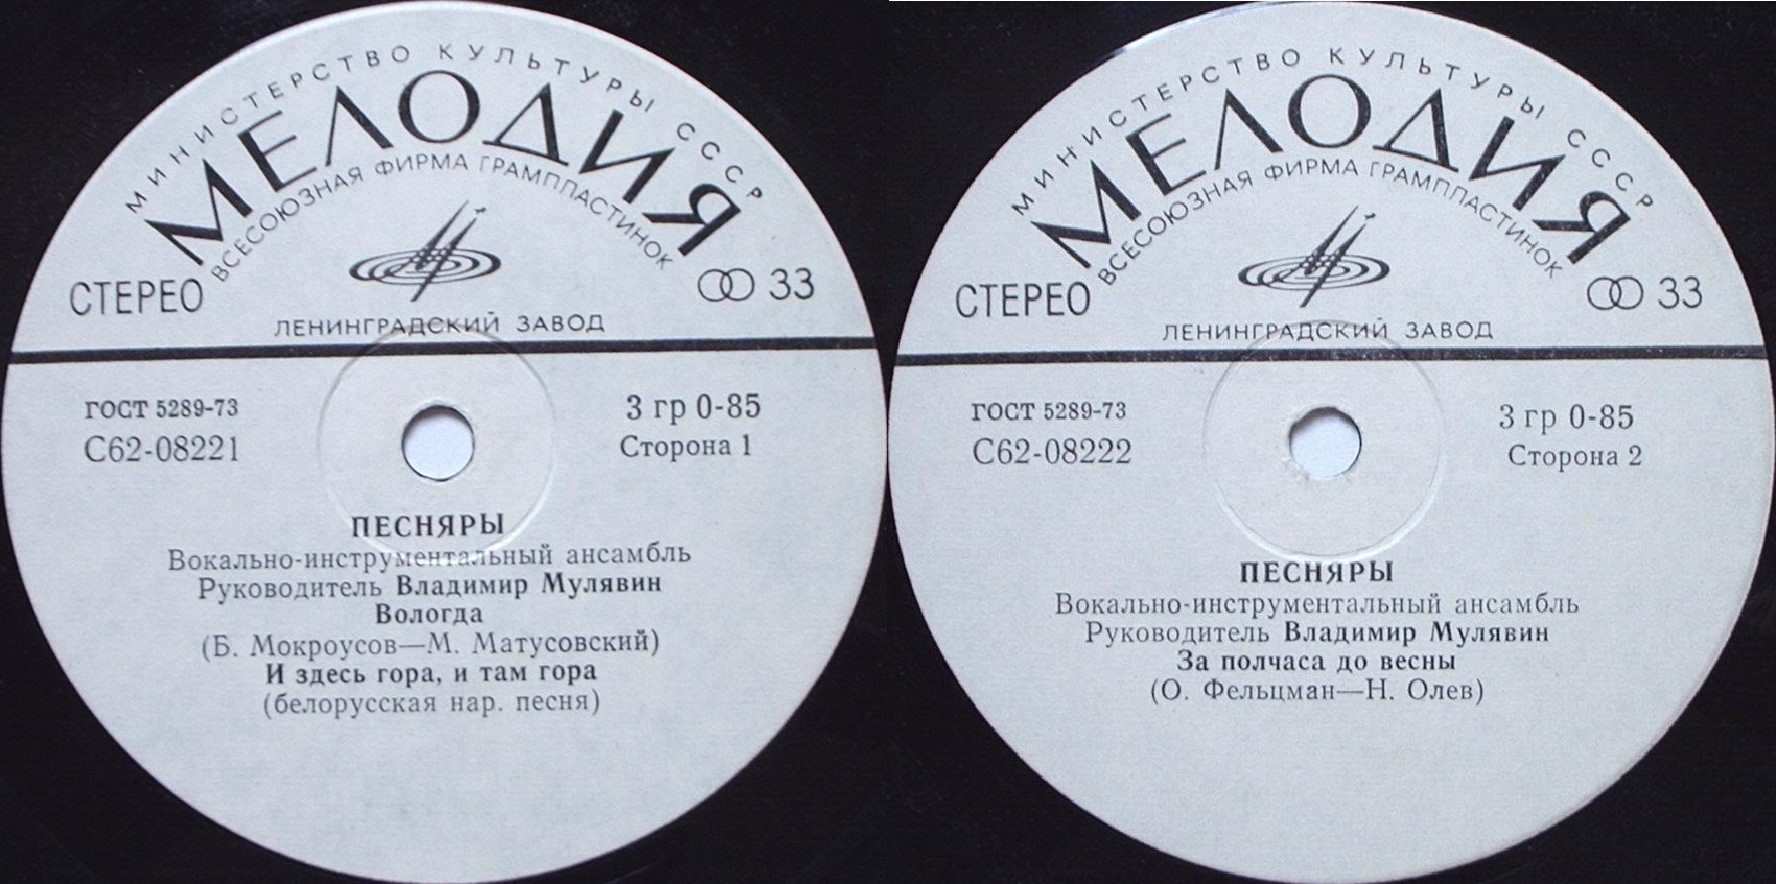 МИНИСТЕРСТВО КУЛЬТУРЫ СССР
МЕЛОДИЯ
ВСЕСОЮЗНАЯ ФИРМА ГРАМПЛАСТИНОК
СТЕРЕО
33
ЛЕНИНГРАДСКИЙ ЗАВОД
ГОСТ 5289-73
3 гр 0-85
С62-08221
Сторона 1
ПЕСНЯРЫ
Вокально-инструментальный ансамбль
Руководитель Владимир Мулявин
Вологда
(Б. Мокроусов—М. Матусовский)
И здесь гора, и там гора
(белорусская нар. песня)
МИНИСТЕРСТВО КУЛЬТУРЫ СССР
МЕЛОДИЯ
ВСЕСОЮЗНАЯ ФИРМА ГРАМПЛАСТИНОК
СТЕРЕО
33
ЛЕНИНГРАДСКИЙ ЗАВОД
ГОСТ 5289-73
3 гр 0-85
С62-08222
Сторона 2
ПЕСНЯРЫ
Вокально-инструментальный ансамбль
Руководитель Владимир Мулявин
За полчаса до весны
(О. Фельцман—Н. Олев)